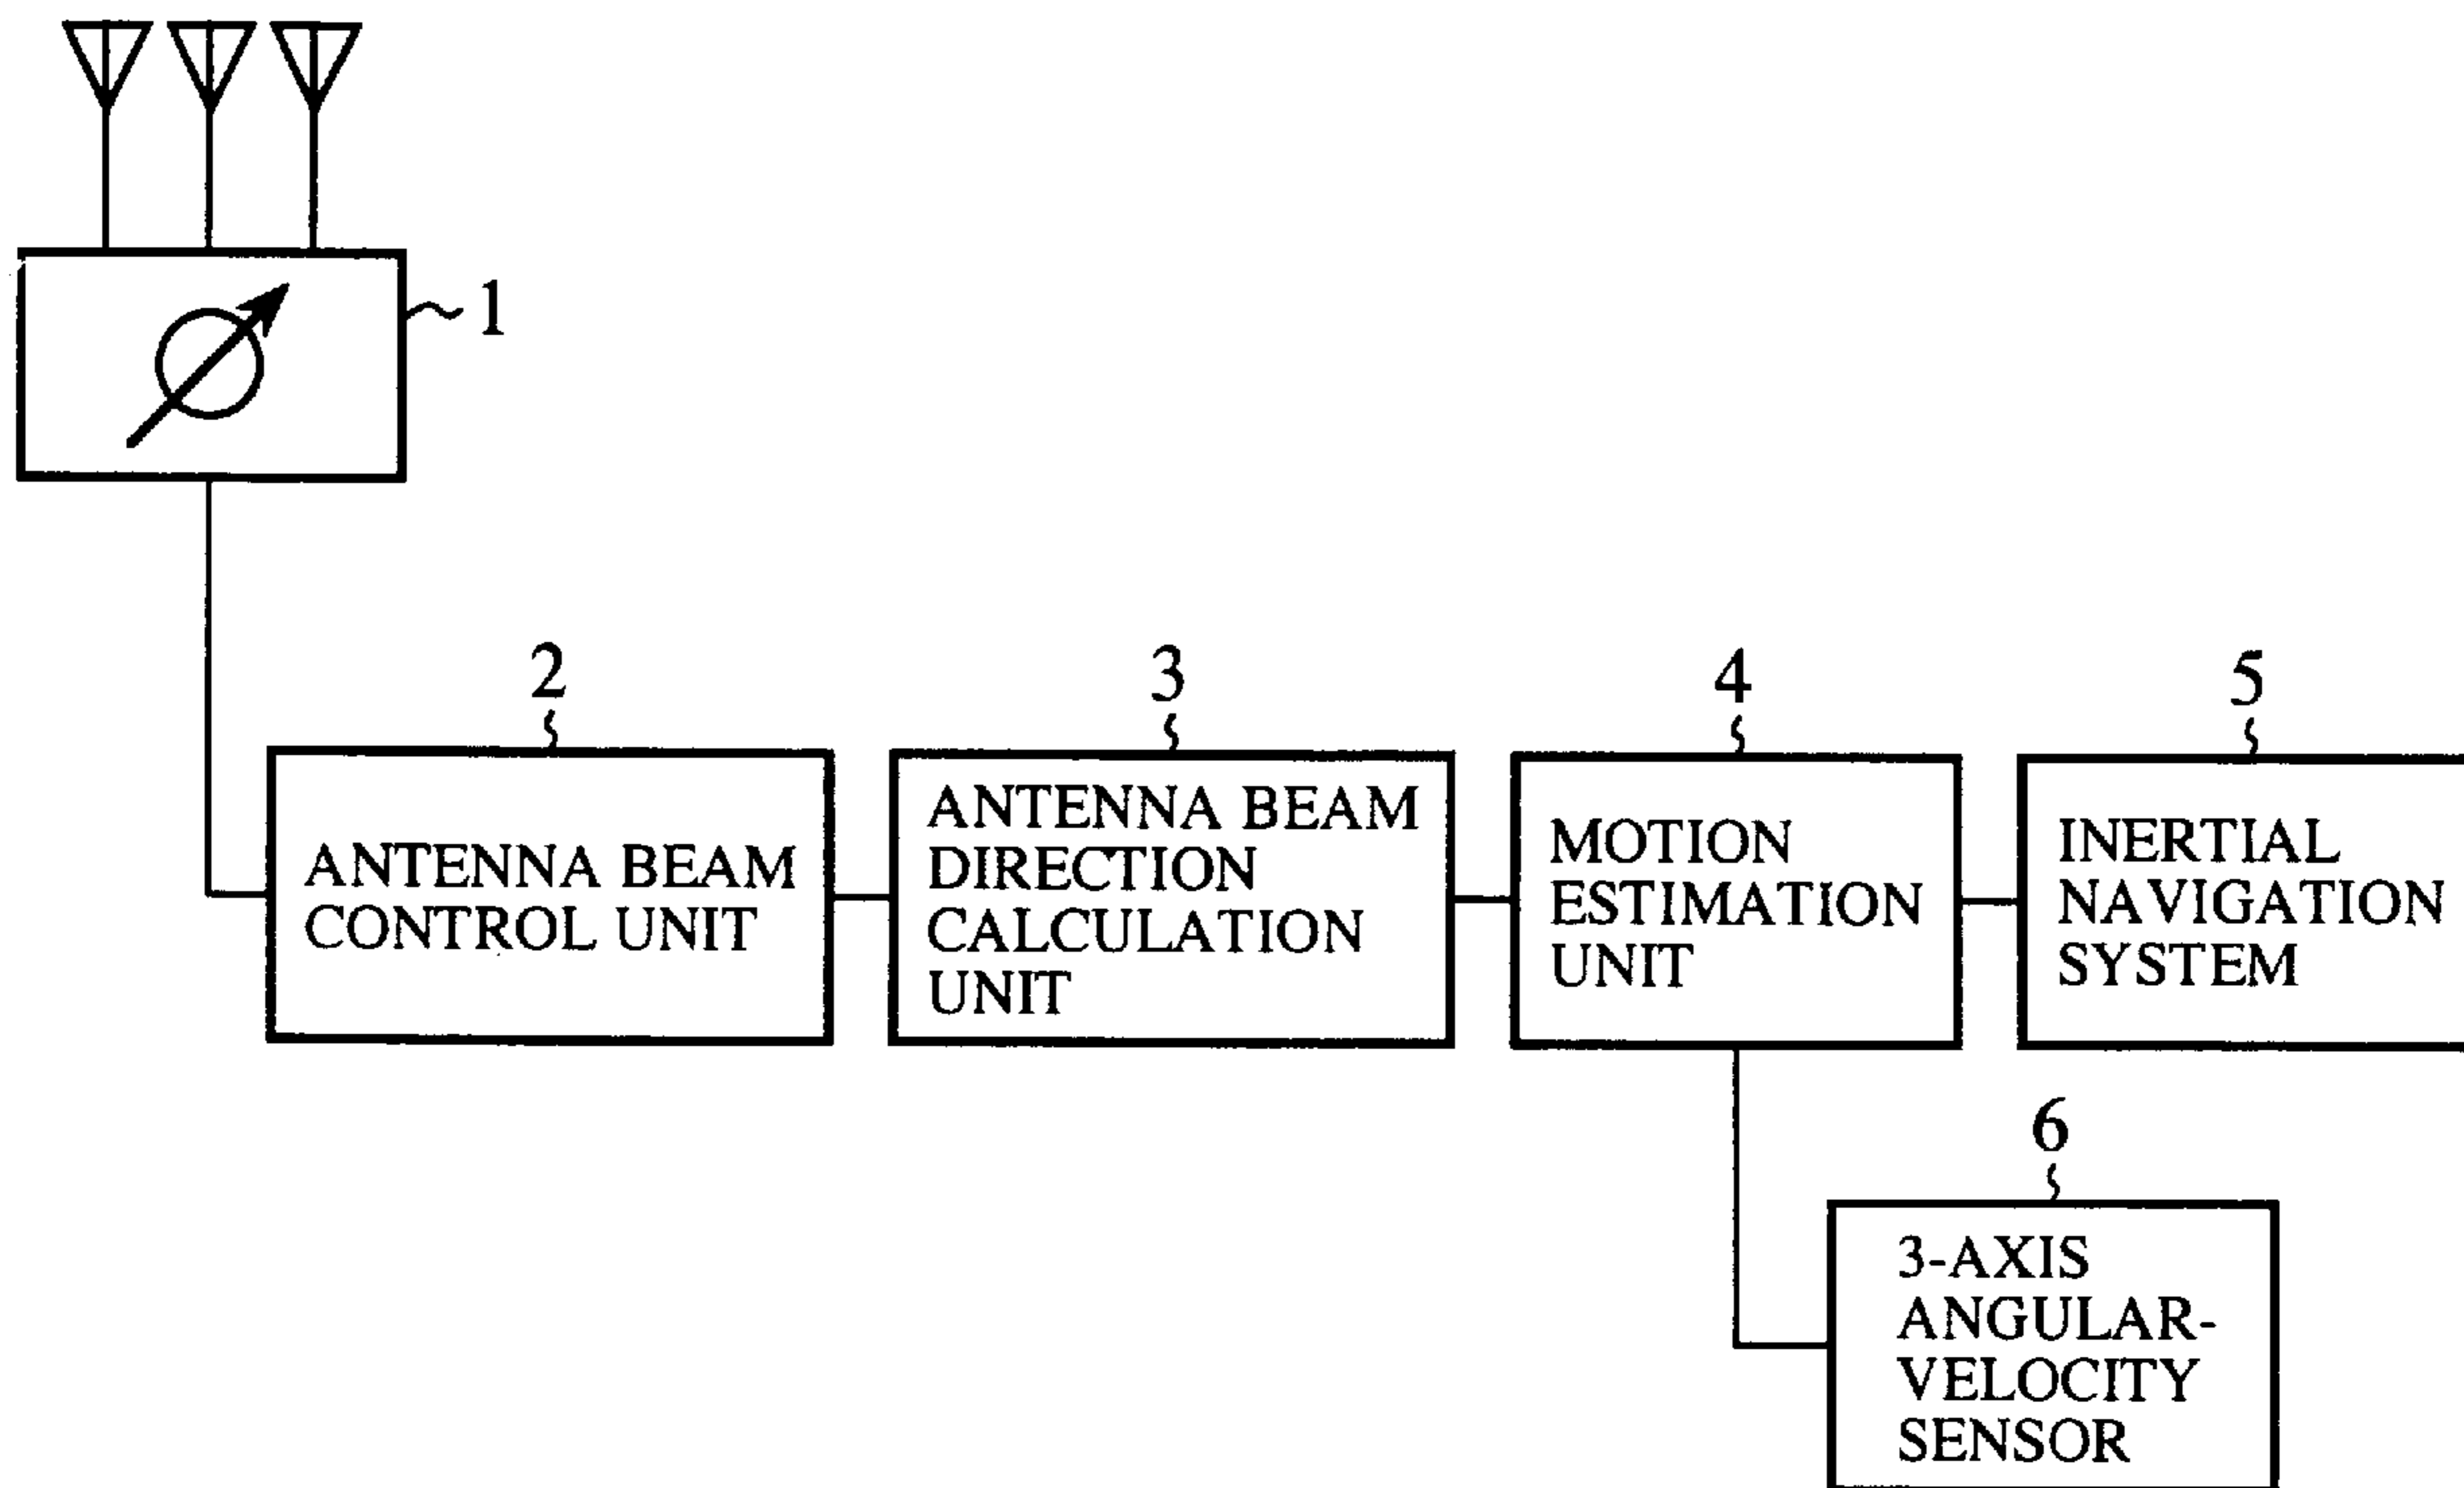 1
2
3
4
5
ANTENNA BEAM
CONTROL UNIT
ANTENNA BEAM
DIRECTION
CALCULATION
UNIT
MOTION
ESTIMATION
UNIT
INERTIAL
NAVIGATION
SYSTEM
6
3-AXIS
ANGULAR-
VELOCITY
SENSOR